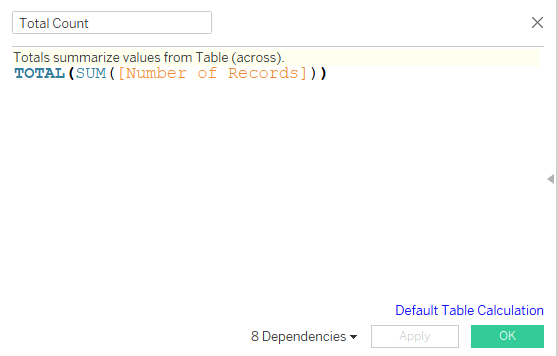 Total Count
Totals summarize values from Table (across).
TOTAL(SUM([Number of Records]))
Default Table Calculation
8 Dependencies
Apply
OK